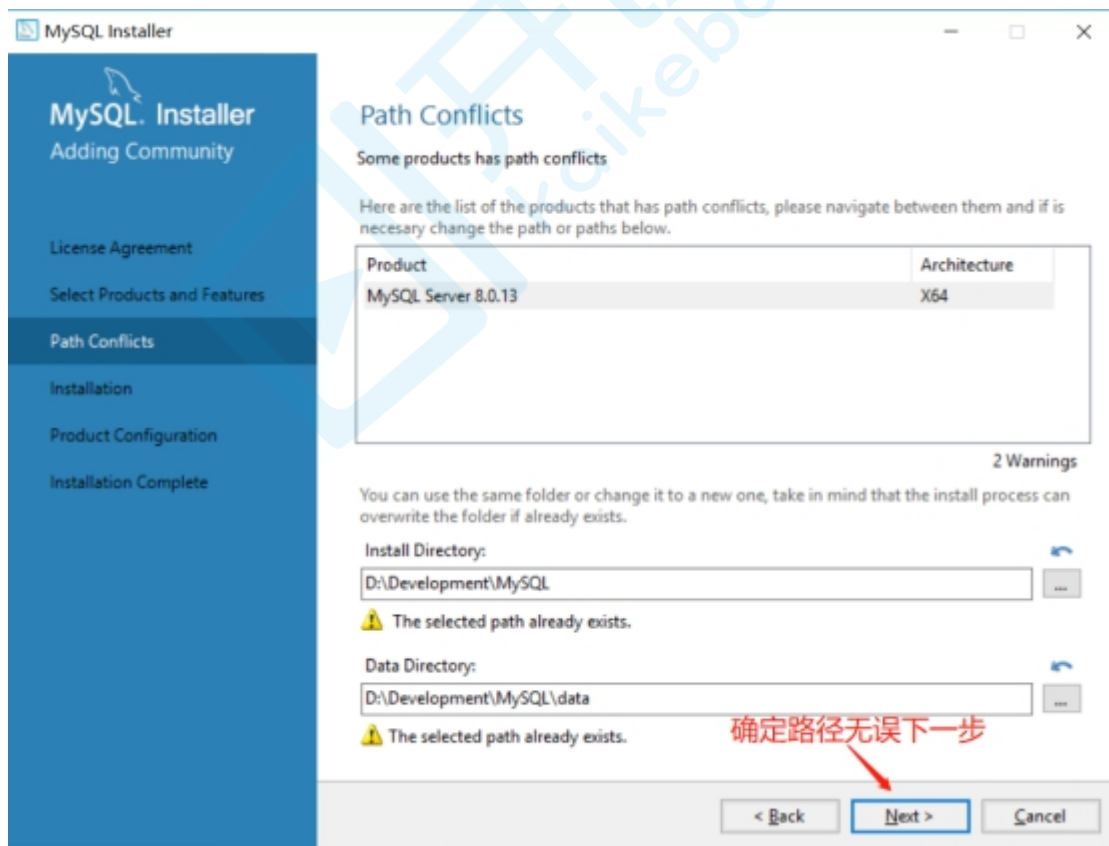 MySQL Installer
MySQL. Installer
Adding Community
License Agreement
Select Products and Features
Path Conflicts
Installation
Product Configuration
Installation Complete
Path Conflicts
Some products has path conflicts
Here are the list of the products that has path conflicts, please navigate between them and if is
necesary change the path or paths below.
Product Architecture
MySQL Server 8.0.13 X64
2 Warnings
You can use the same folder or change it to a new one, take in mind that the install process can
overwrite the folder if already exists.
Install Directory:
D:\Development\MySQL
...
The selected path already exists.
Data Directory:
D:\Development\MySQL\data
...
The selected path already exists.
确定路径无误下一步
< Back Next > Cancel